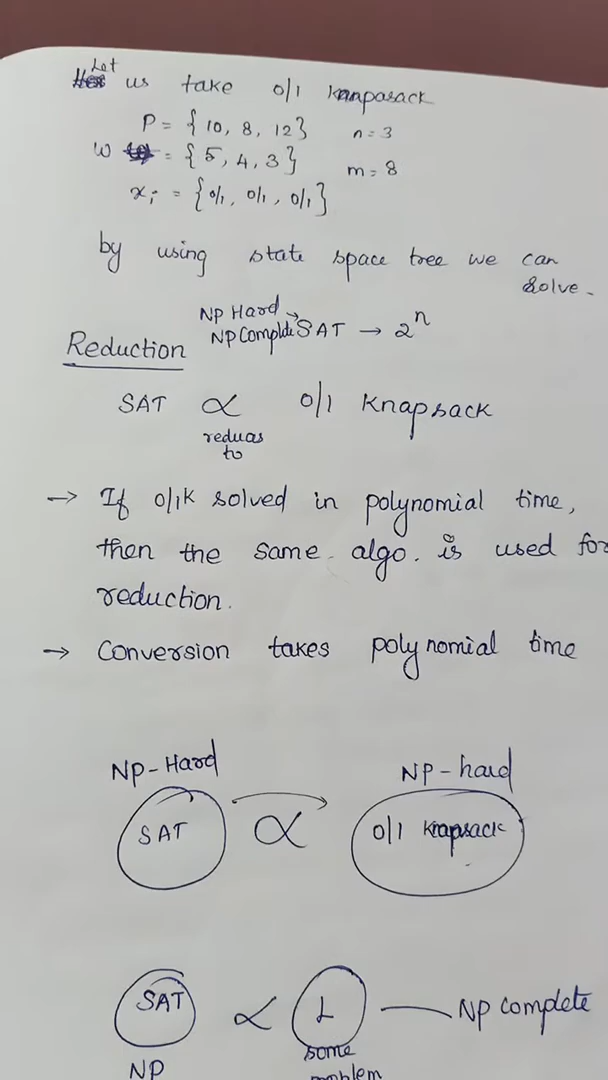 Let
us take 0/1 knapasack
P = {10, 8, 12} n = 3
w = {5, 4, 3} m = 8
xi = {0/1, 0/1, 0/1}
by using state space tree we can
solve.
NP Hard →
Reduction NP Complete SAT → 2^n
SAT ∝ 0/1 Knapsack
reduas
to
→ If 0/1K solved in polynomial time,
then the same algo. is used for
reduction.
→ Conversion takes polynomial time
NP-Hard NP-hard
SAT ∝ 0/1 Knapsack
SAT ∝ L — NP complete
some
NP problem